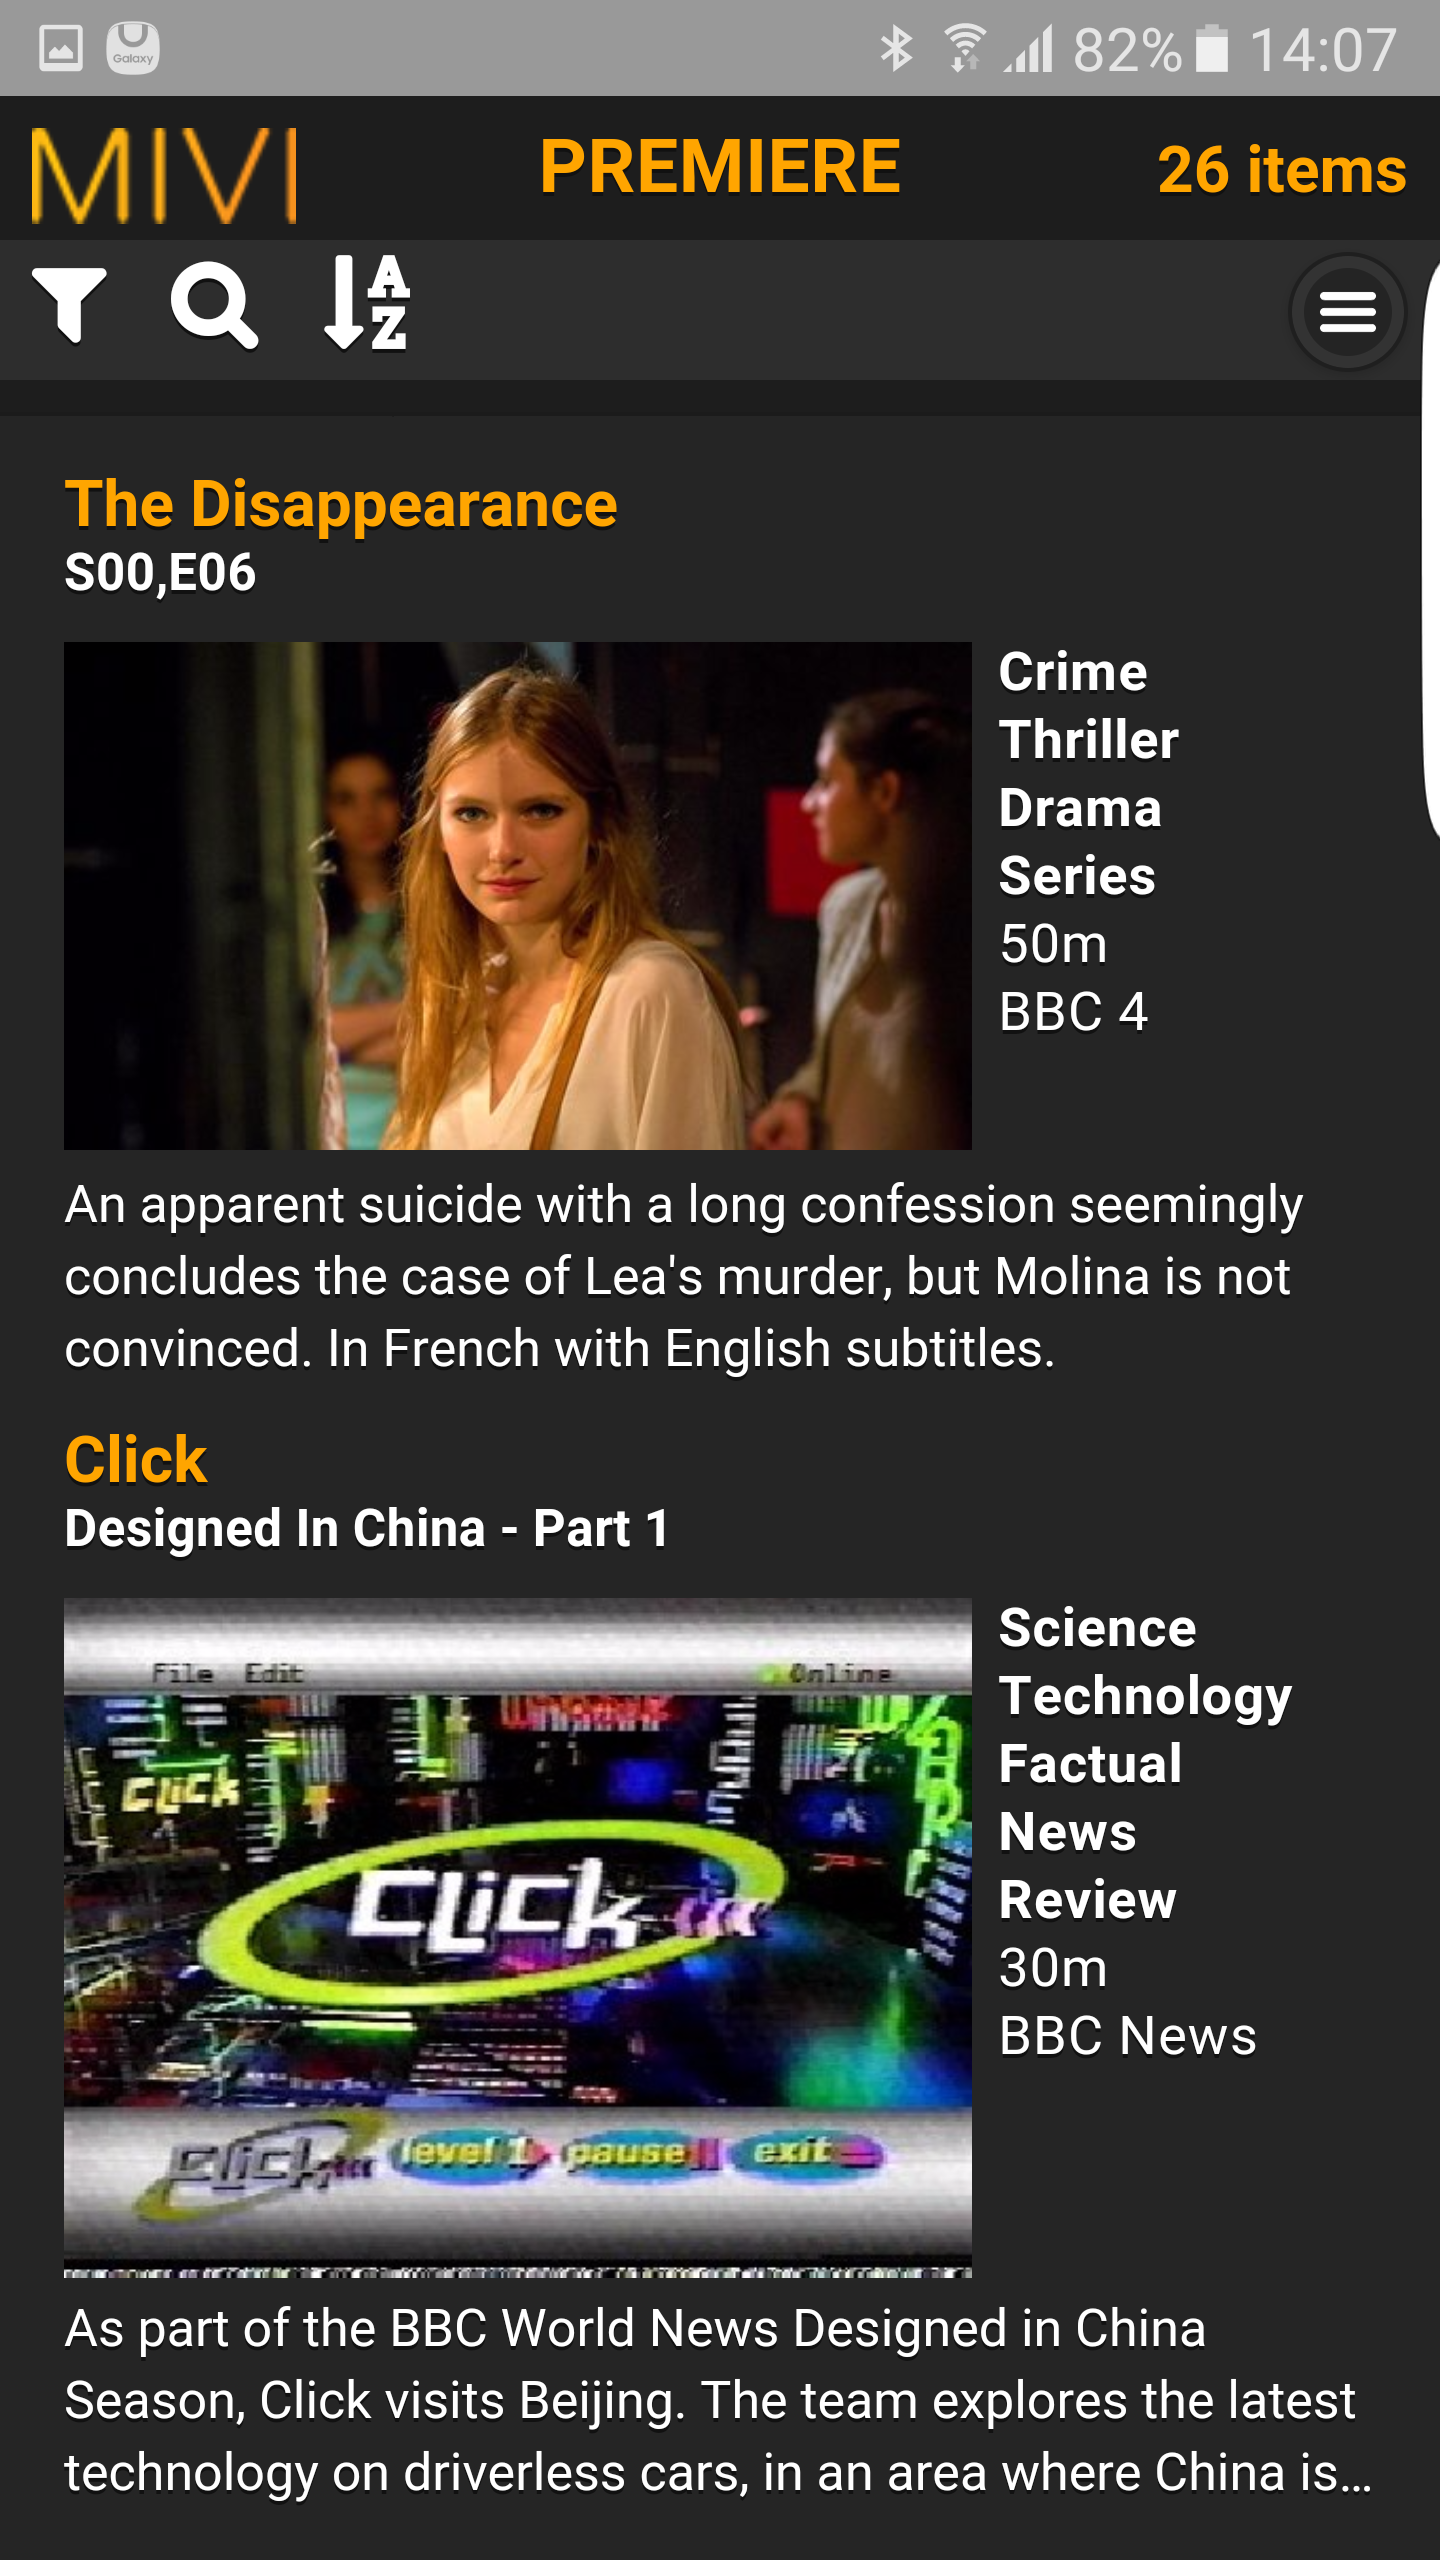 Galaxy
82% 14:07
MIVI
PREMIERE
26 items
A
Z
The Disappearance
S00,E06
Crime
Thriller
Drama
Series
50m
BBC 4
An apparent suicide with a long confession seemingly
concludes the case of Lea's murder, but Molina is not
convinced. In French with English subtitles.
Click
Designed In China - Part 1
File Edit
Online
Click
Click
Click
level 1 pause exit
Science
Technology
Factual
News
Review
30m
BBC News
As part of the BBC World News Designed in China
Season, Click visits Beijing. The team explores the latest
technology on driverless cars, in an area where China is...